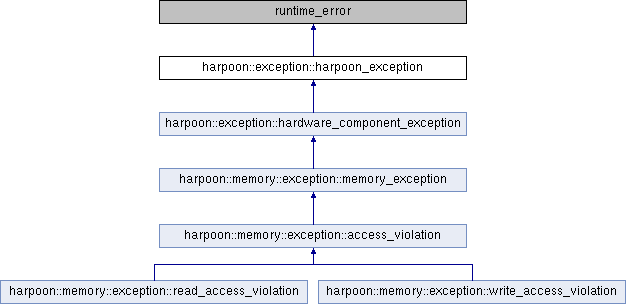 runtime_error
harpoon::exception::harpoon_exception
harpoon::exception::hardware_component_exception
harpoon::memory::exception::memory_exception
harpoon::memory::exception::access_violation
harpoon::memory::exception::read_access_violation
harpoon::memory::exception::write_access_violation